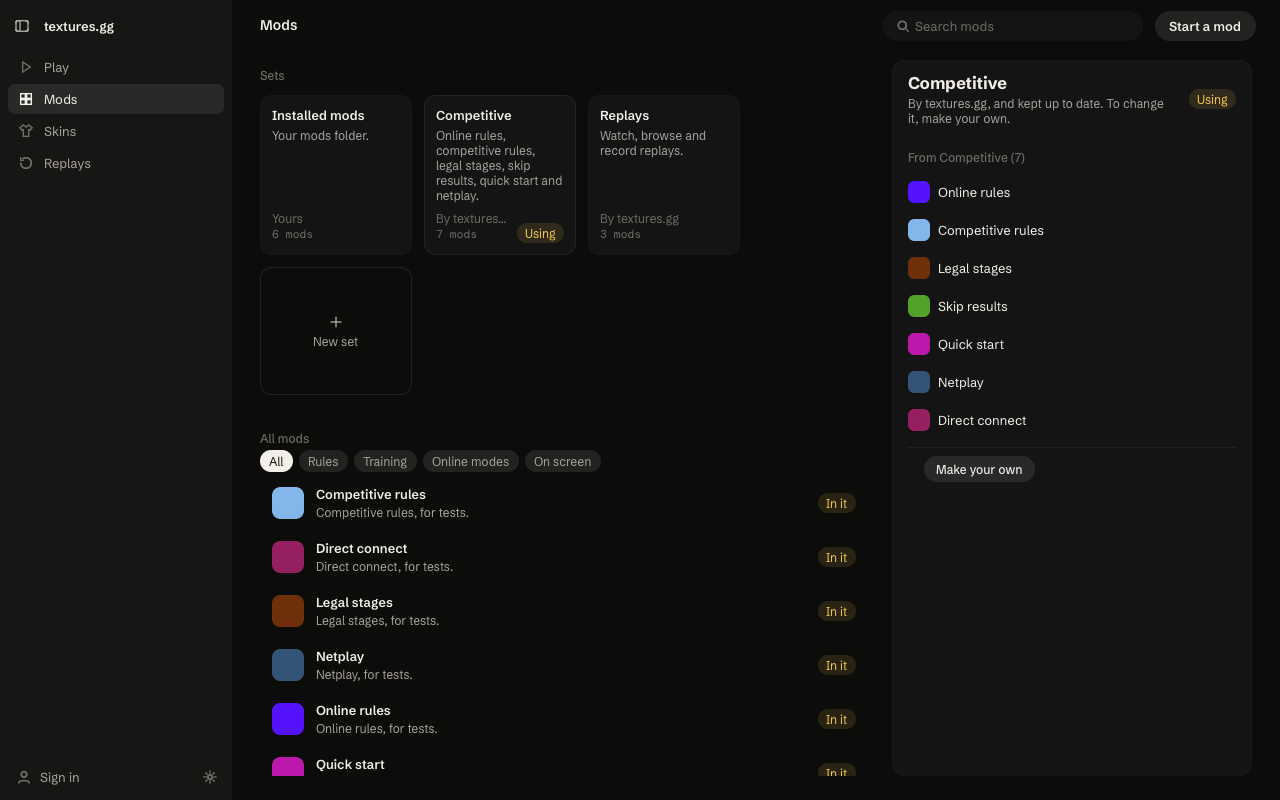 textures.gg
Play
Mods
Skins
Replays
Sign in
Mods
Search mods
Start a mod
Sets
Installed mods
Your mods folder.
Yours
6 mods
Competitive
Online rules,
competitive rules,
legal stages, skip
results, quick start and
netplay.
By textures...
7 mods
Using
Replays
Watch, browse and
record replays.
By textures.gg
3 mods
+
New set
All mods
All
Rules
Training
Online modes
On screen
Competitive rules
Competitive rules, for tests.
In it
Direct connect
Direct connect, for tests.
In it
Legal stages
Legal stages, for tests.
In it
Netplay
Netplay, for tests.
In it
Online rules
Online rules, for tests.
In it
Quick start
In it
Competitive
By textures.gg, and kept up to date. To change
it, make your own.
Using
From Competitive (7)
Online rules
Competitive rules
Legal stages
Skip results
Quick start
Netplay
Direct connect
Make your own